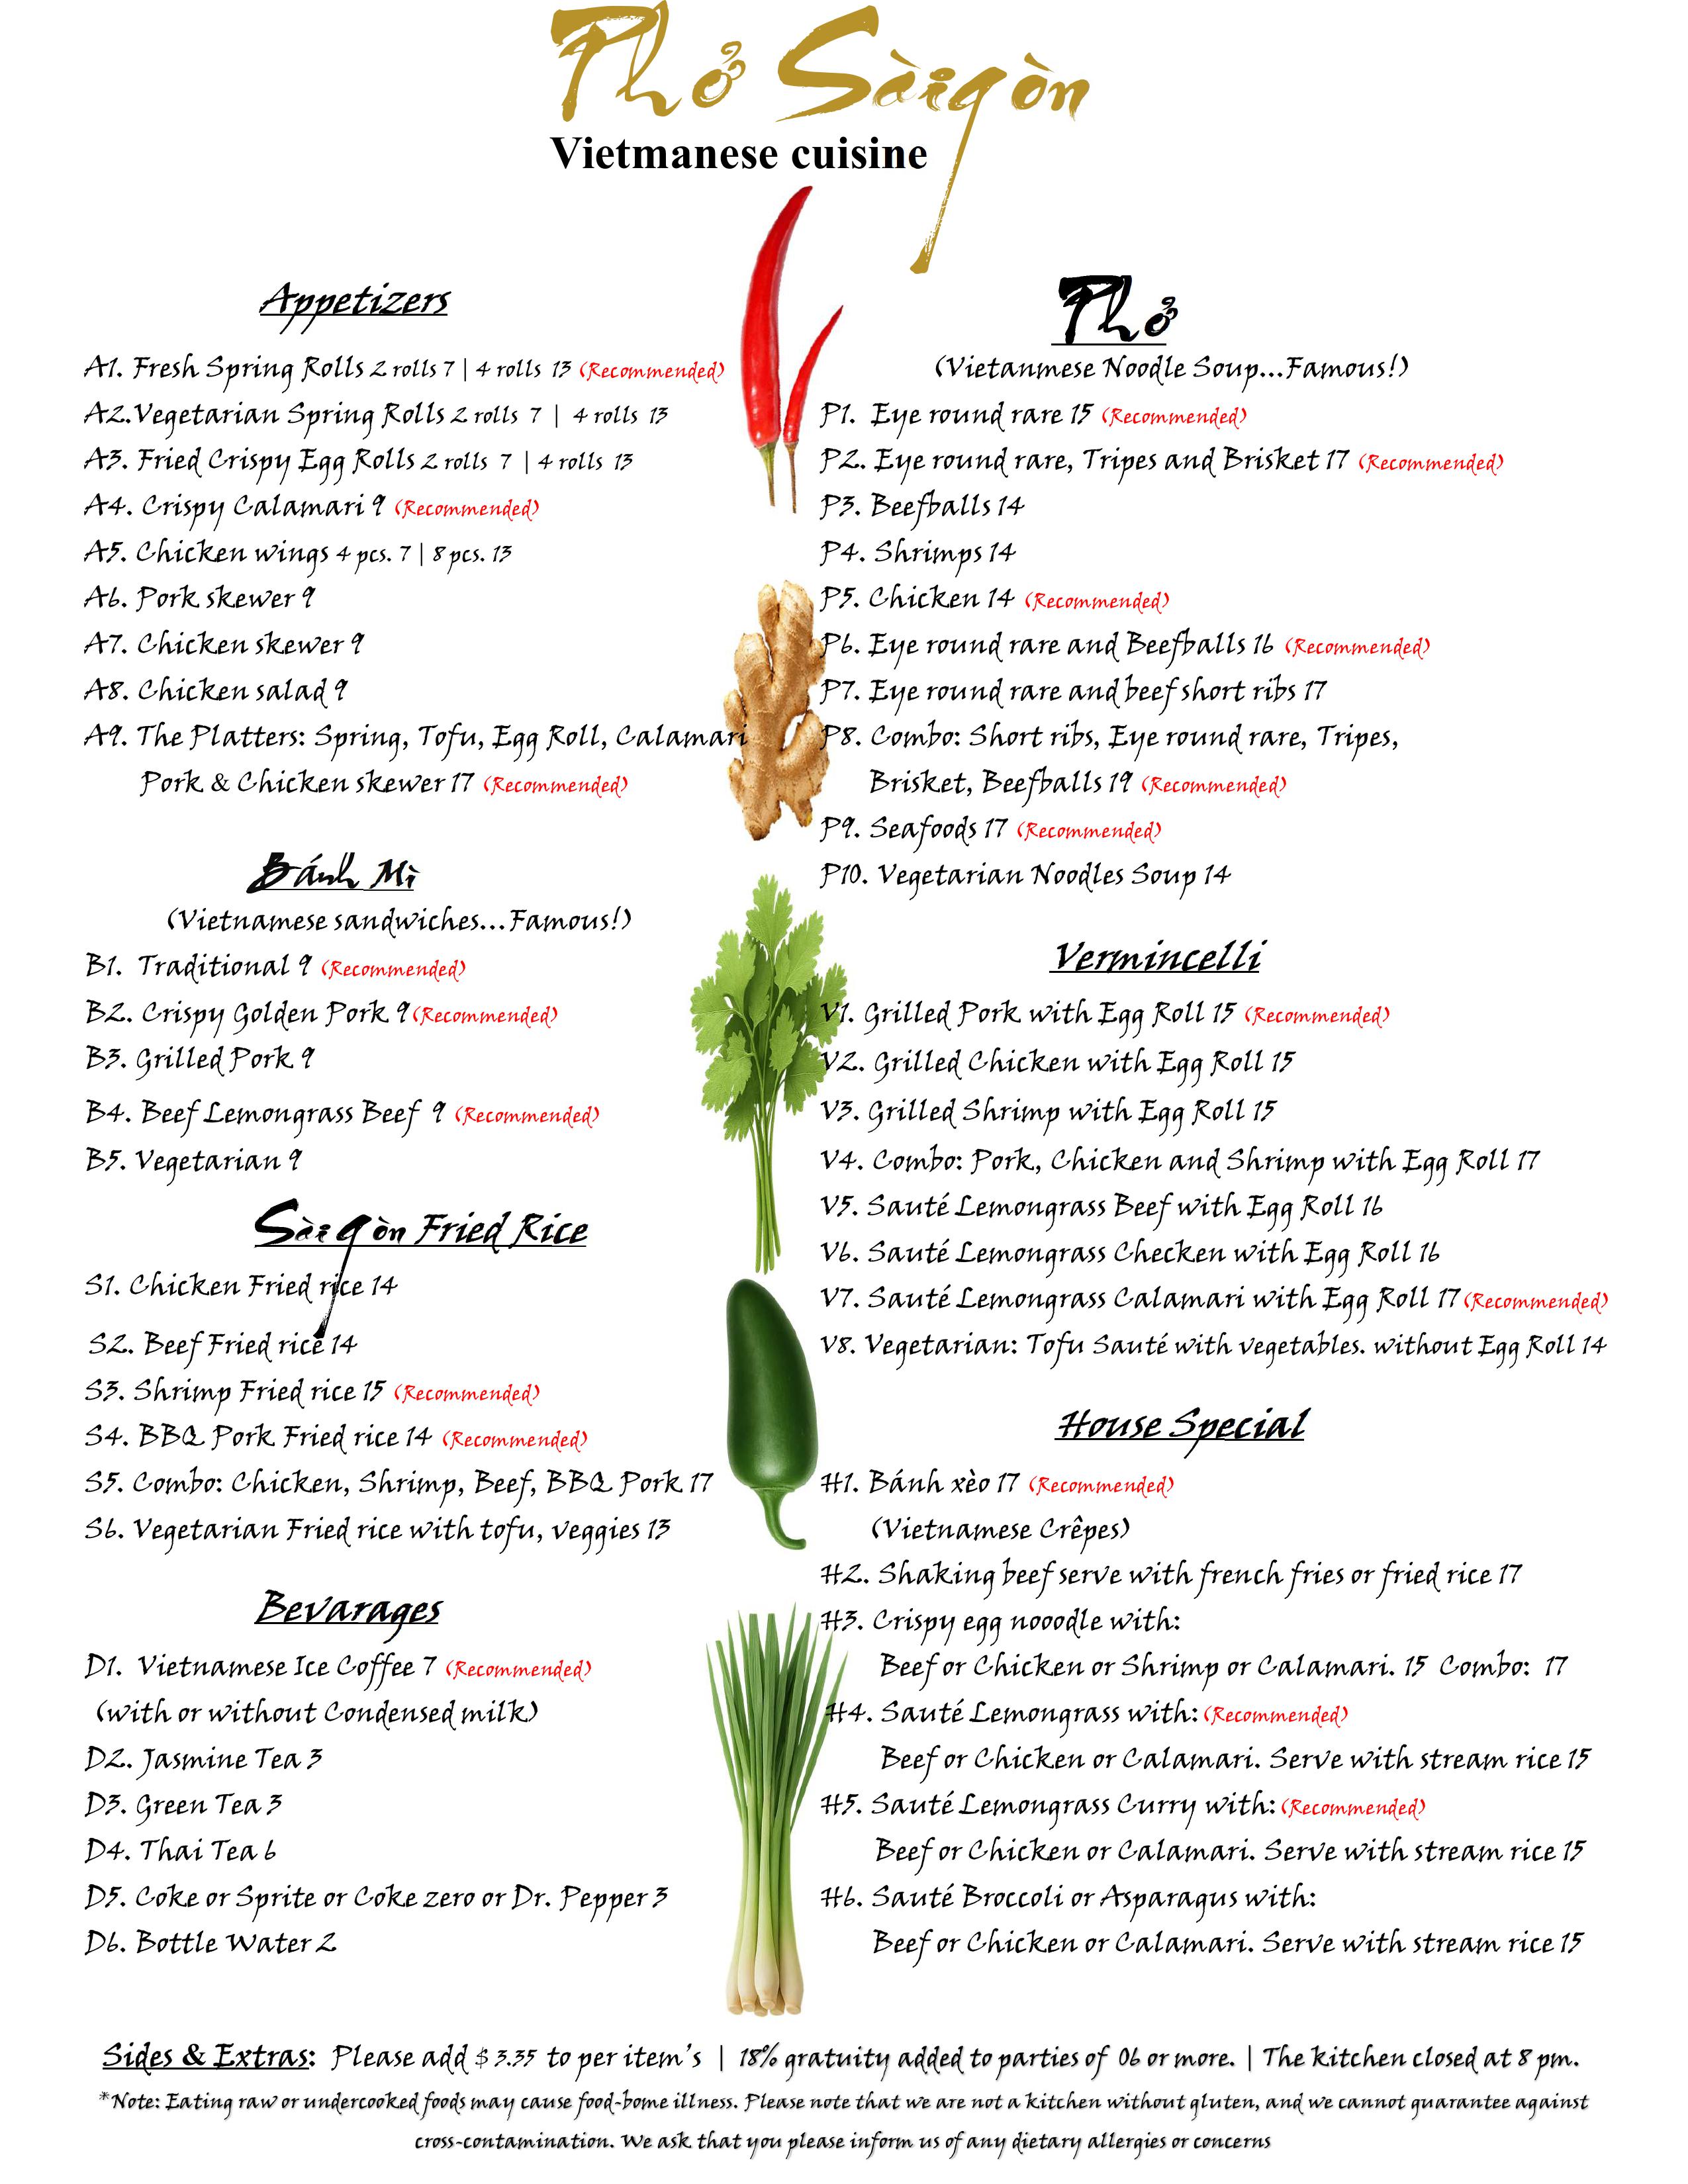 Phở Sàigòn
Vietmanese cuisine
Appetizers
A1. Fresh Spring Rolls 2 rolls 7 | 4 rolls 13 (Recommended)
A2.Vegetarian Spring Rolls 2 rolls 7 | 4 rolls 13
A3. Fried Crispy Egg Rolls 2 rolls 7 | 4 rolls 13
A4. Crispy Calamari 9 (Recommended)
A5. Chicken wings 4 pcs. 7 | 8 pcs. 13
A6. Pork skewer 9
A7. Chicken skewer 9
A8. Chicken salad 9
A9. The Platters: Spring, Tofu, Egg Roll, Calamari
Pork & Chicken skewer 17 (Recommended)
Bánh Mì
(Vietnamese sandwiches...Famous!)
B1. Traditional 9 (Recommended)
B2. Crispy Golden Pork 9 (Recommended)
B3. Grilled Pork 9
B4. Beef Lemongrass Beef 9 (Recommended)
B5. Vegetarian 9
Sàigòn Fried Rice
S1. Chicken Fried rice 14
S2. Beef Fried rice 14
S3. Shrimp Fried rice 15 (Recommended)
S4. BBQ Pork Fried rice 14 (Recommended)
S5. Combo: Chicken, Shrimp, Beef, BBQ Pork 17
S6. Vegetarian Fried rice with tofu, veggies 13
Bevarages
D1. Vietnamese Ice Coffee 7 (Recommended)
(with or without Condensed milk)
D2. Jasmine Tea 3
D3. Green Tea 3
D4. Thai Tea 6
D5. Coke or Sprite or Coke zero or Dr. Pepper 3
D6. Bottle Water 2
Phở
(Vietanmese Noodle Soup...Famous!)
P1. Eye round rare 15 (Recommended)
P2. Eye round rare, Tripes and Brisket 17 (Recommended)
P3. Beefballs 14
P4. Shrimps 14
P5. Chicken 14 (Recommended)
P6. Eye round rare and Beefballs 16 (Recommended)
P7. Eye round rare and beef short ribs 17
P8. Combo: Short ribs, Eye round rare, Tripes,
Brisket, Beefballs 19 (Recommended)
P9. Seafoods 17 (Recommended)
P10. Vegetarian Noodles Soup 14
Vermincelli
V1. Grilled Pork with Egg Roll 15 (Recommended)
V2. Grilled Chicken with Egg Roll 15
V3. Grilled Shrimp with Egg Roll 15
V4. Combo: Pork, Chicken and Shrimp with Egg Roll 17
V5. Sauté Lemongrass Beef with Egg Roll 16
V6. Sauté Lemongrass Checken with Egg Roll 16
V7. Sauté Lemongrass Calamari with Egg Roll 17 (Recommended)
V8. Vegetarian: Tofu Sauté with vegetables. without Egg Roll 14
House Special
H1. Bánh xèo 17 (Recommended)
(Vietnamese Crêpes)
H2. Shaking beef serve with french fries or fried rice 17
H3. Crispy egg nooodle with:
Beef or Chicken or Shrimp or Calamari. 15 Combo: 17
H4. Sauté Lemongrass with: (Recommended)
Beef or Chicken or Calamari. Serve with stream rice 15
H5. Sauté Lemongrass Curry with: (Recommended)
Beef or Chicken or Calamari. Serve with stream rice 15
H6. Sauté Broccoli or Asparagus with:
Beef or Chicken or Calamari. Serve with stream rice 15
Sides & Extras: Please add $ 3.35 to per item's | 18% gratuity added to parties of 06 or more. | The kitchen closed at 8 pm.
*Note: Eating raw or undercooked foods may cause food-borne illness. Please note that we are not a kitchen without gluten, and we cannot guarantee against
cross-contamination. We ask that you please inform us of any dietary allergies or concerns